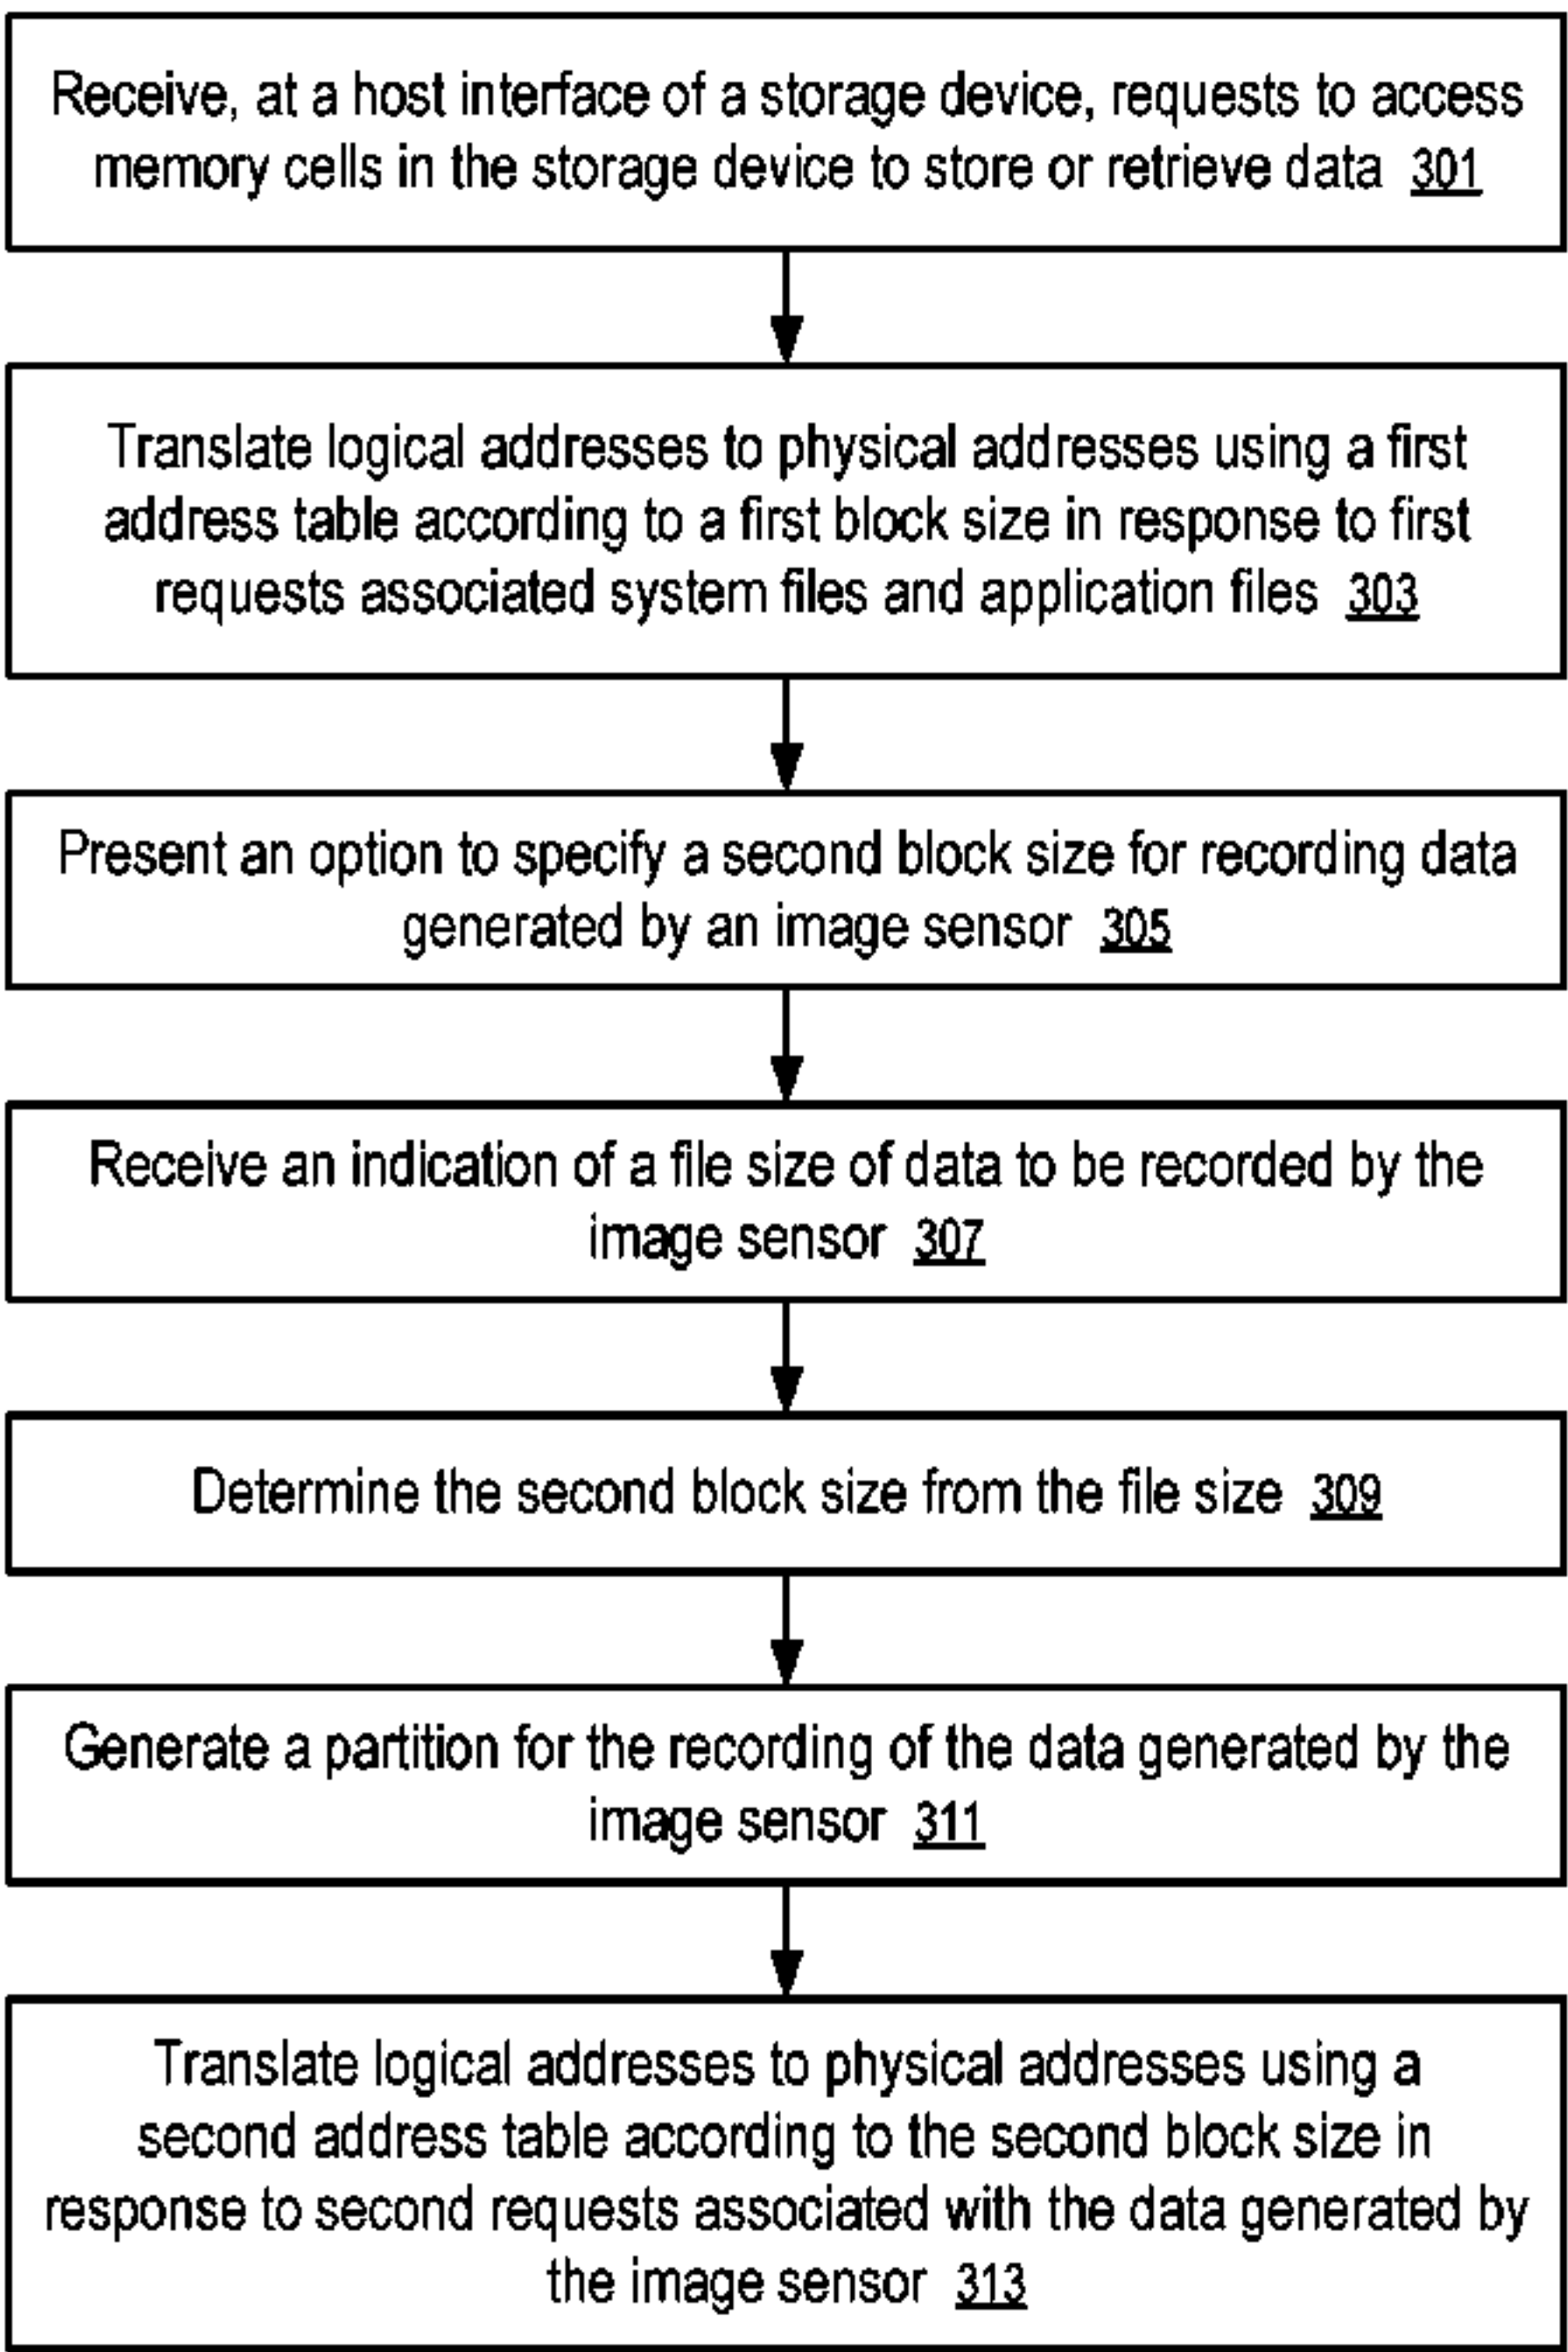 Receive, at a host interface of a storage device, requests to access
memory cells in the storage device to store or retrieve data 301
Translate logical addresses to physical addresses using a first
address table according to a first block size in response to first
requests associated system files and application files 303
Present an option to specify a second block size for recording data
generated by an image sensor 305
Receive an indication of a file size of data to be recorded by the
image sensor 307
Determine the second block size from the file size 309
Generate a partition for the recording of the data generated by the
image sensor 311
Translate logical addresses to physical addresses using a
second address table according to the second block size in
response to second requests associated with the data generated by
the image sensor 313